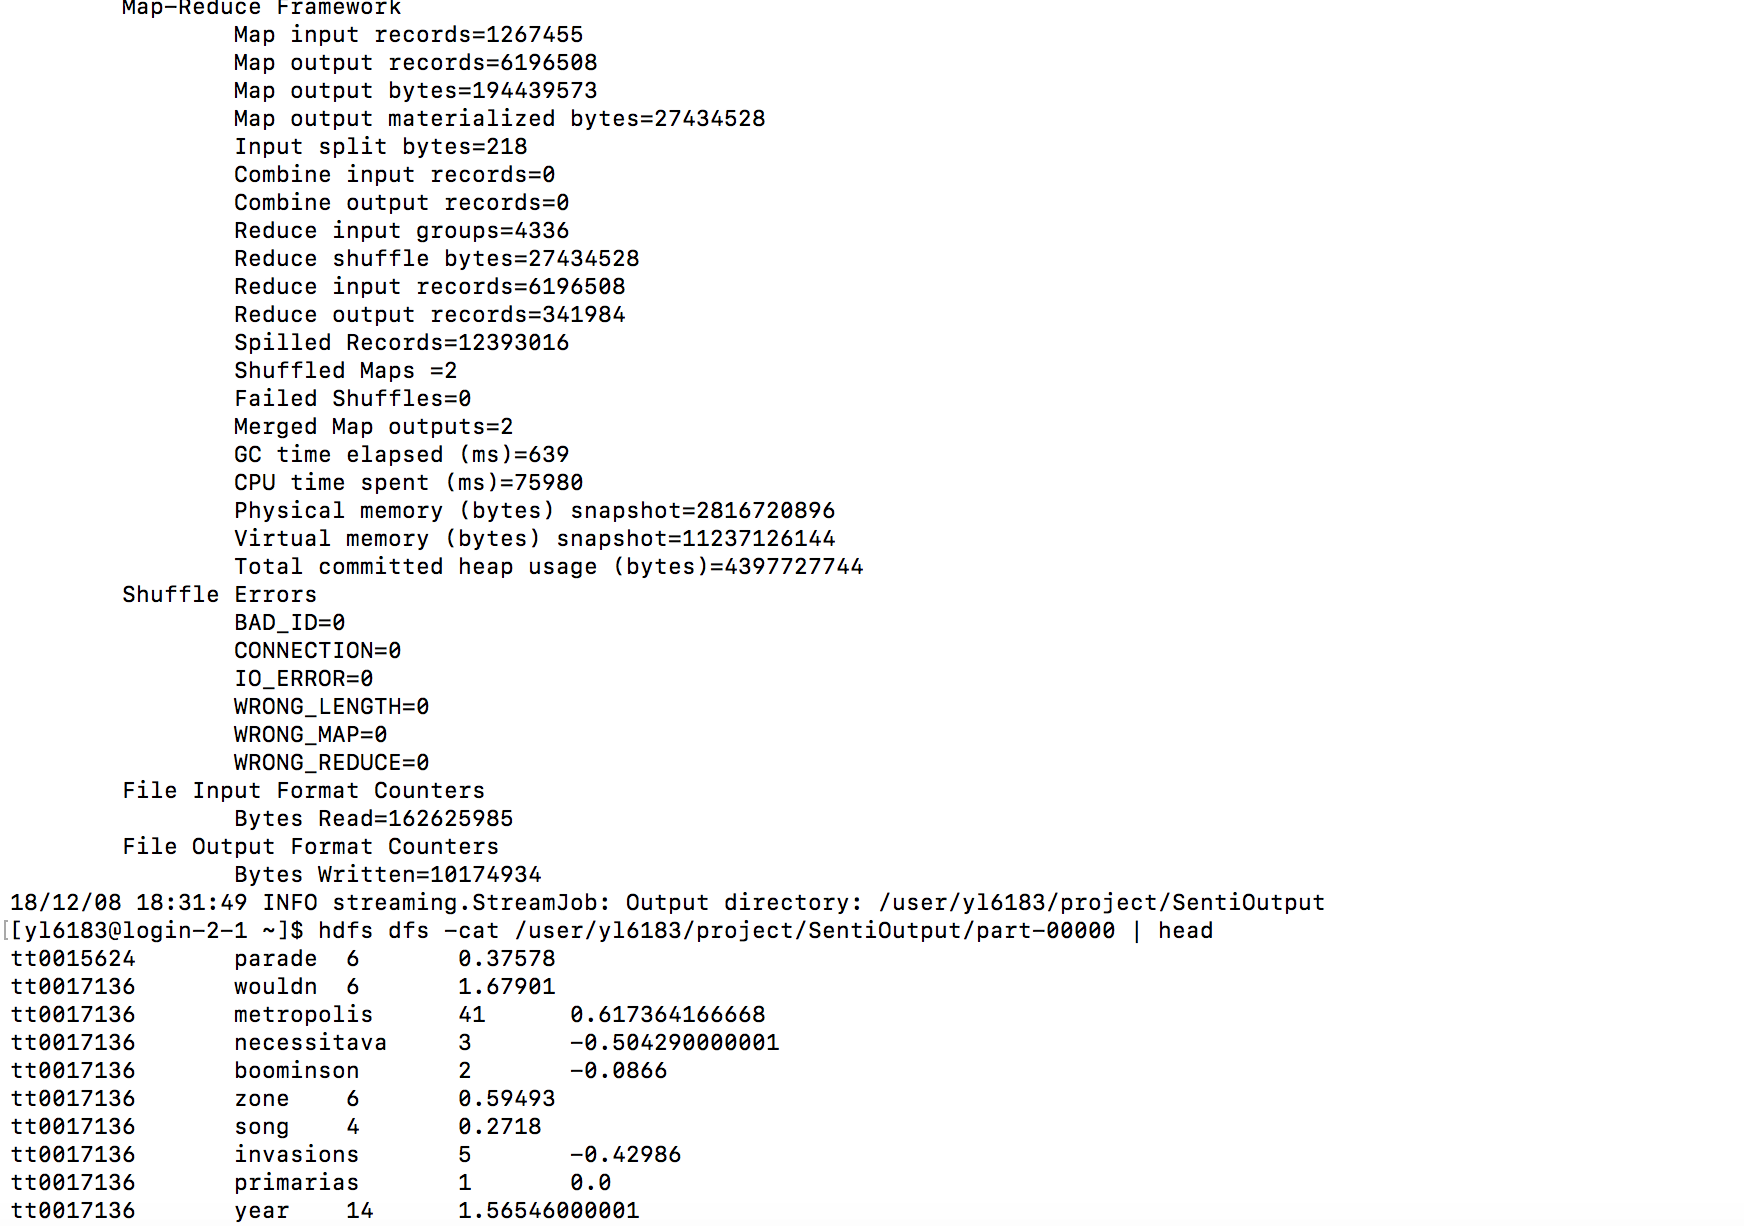 Map-Reduce Framework
Map input records=1267455
Map output records=6196508
Map output bytes=194439573
Map output materialized bytes=27434528
Input split bytes=218
Combine input records=0
Combine output records=0
Reduce input groups=4336
Reduce shuffle bytes=27434528
Reduce input records=6196508
Reduce output records=341984
Spilled Records=12393016
Shuffled Maps =2
Failed Shuffles=0
Merged Map outputs=2
GC time elapsed (ms)=639
CPU time spent (ms)=75980
Physical memory (bytes) snapshot=2816720896
Virtual memory (bytes) snapshot=11237126144
Total committed heap usage (bytes)=4397727744
Shuffle Errors
BAD_ID=0
CONNECTION=0
IO_ERROR=0
WRONG_LENGTH=0
WRONG_MAP=0
WRONG_REDUCE=0
File Input Format Counters
Bytes Read=162625985
File Output Format Counters
Bytes Written=10174934
18/12/08 18:31:49 INFO streaming.StreamJob: Output directory: /user/yl6183/project/SentiOutput
[[yl6183@login-2-1 ~]$ hdfs dfs -cat /user/yl6183/project/SentiOutput/part-00000 | head
tt0015624 parade 6 0.37578
tt0017136 wouldn 6 1.67901
tt0017136 metropolis 41 0.617364166668
tt0017136 necessitava 3 -0.504290000001
tt0017136 boominson 2 -0.0866
tt0017136 zone 6 0.59493
tt0017136 song 4 0.2718
tt0017136 invasions 5 -0.42986
tt0017136 primarias 1 0.0
tt0017136 year 14 1.56546000001